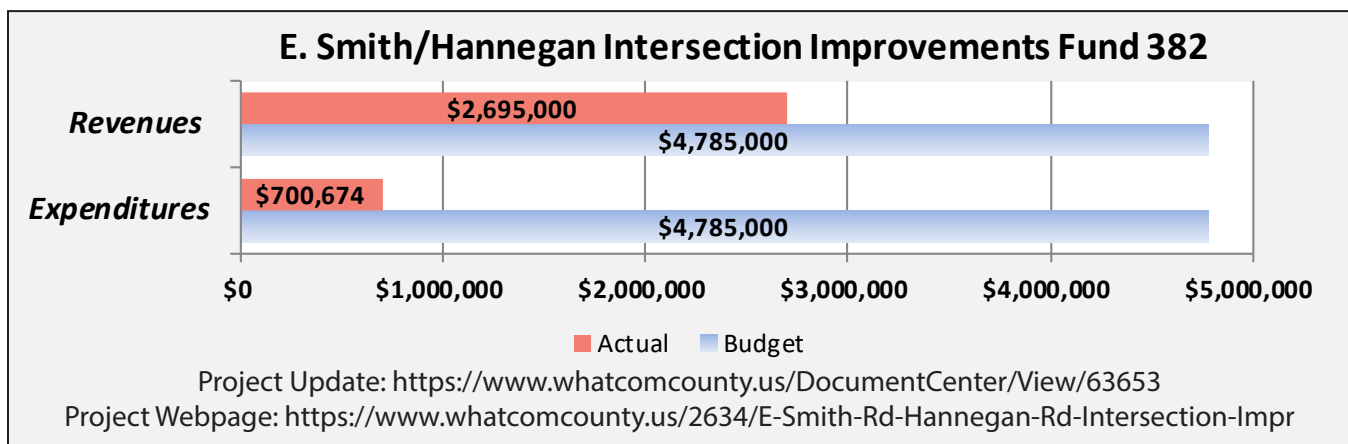 E. Smith/Hannegan Intersection Improvements Fund 382
Revenues
$2,695,000
$4,785,000
Expenditures
$700,674
$4,785,000
$0 $1,000,000 $2,000,000 $3,000,000 $4,000,000 $5,000,000
Actual Budget
Project Update: https://www.whatcomcounty.us/DocumentCenter/View/63653
Project Webpage: https://www.whatcomcounty.us/2634/E-Smith-Rd-Hannegan-Rd-Intersection-Impr